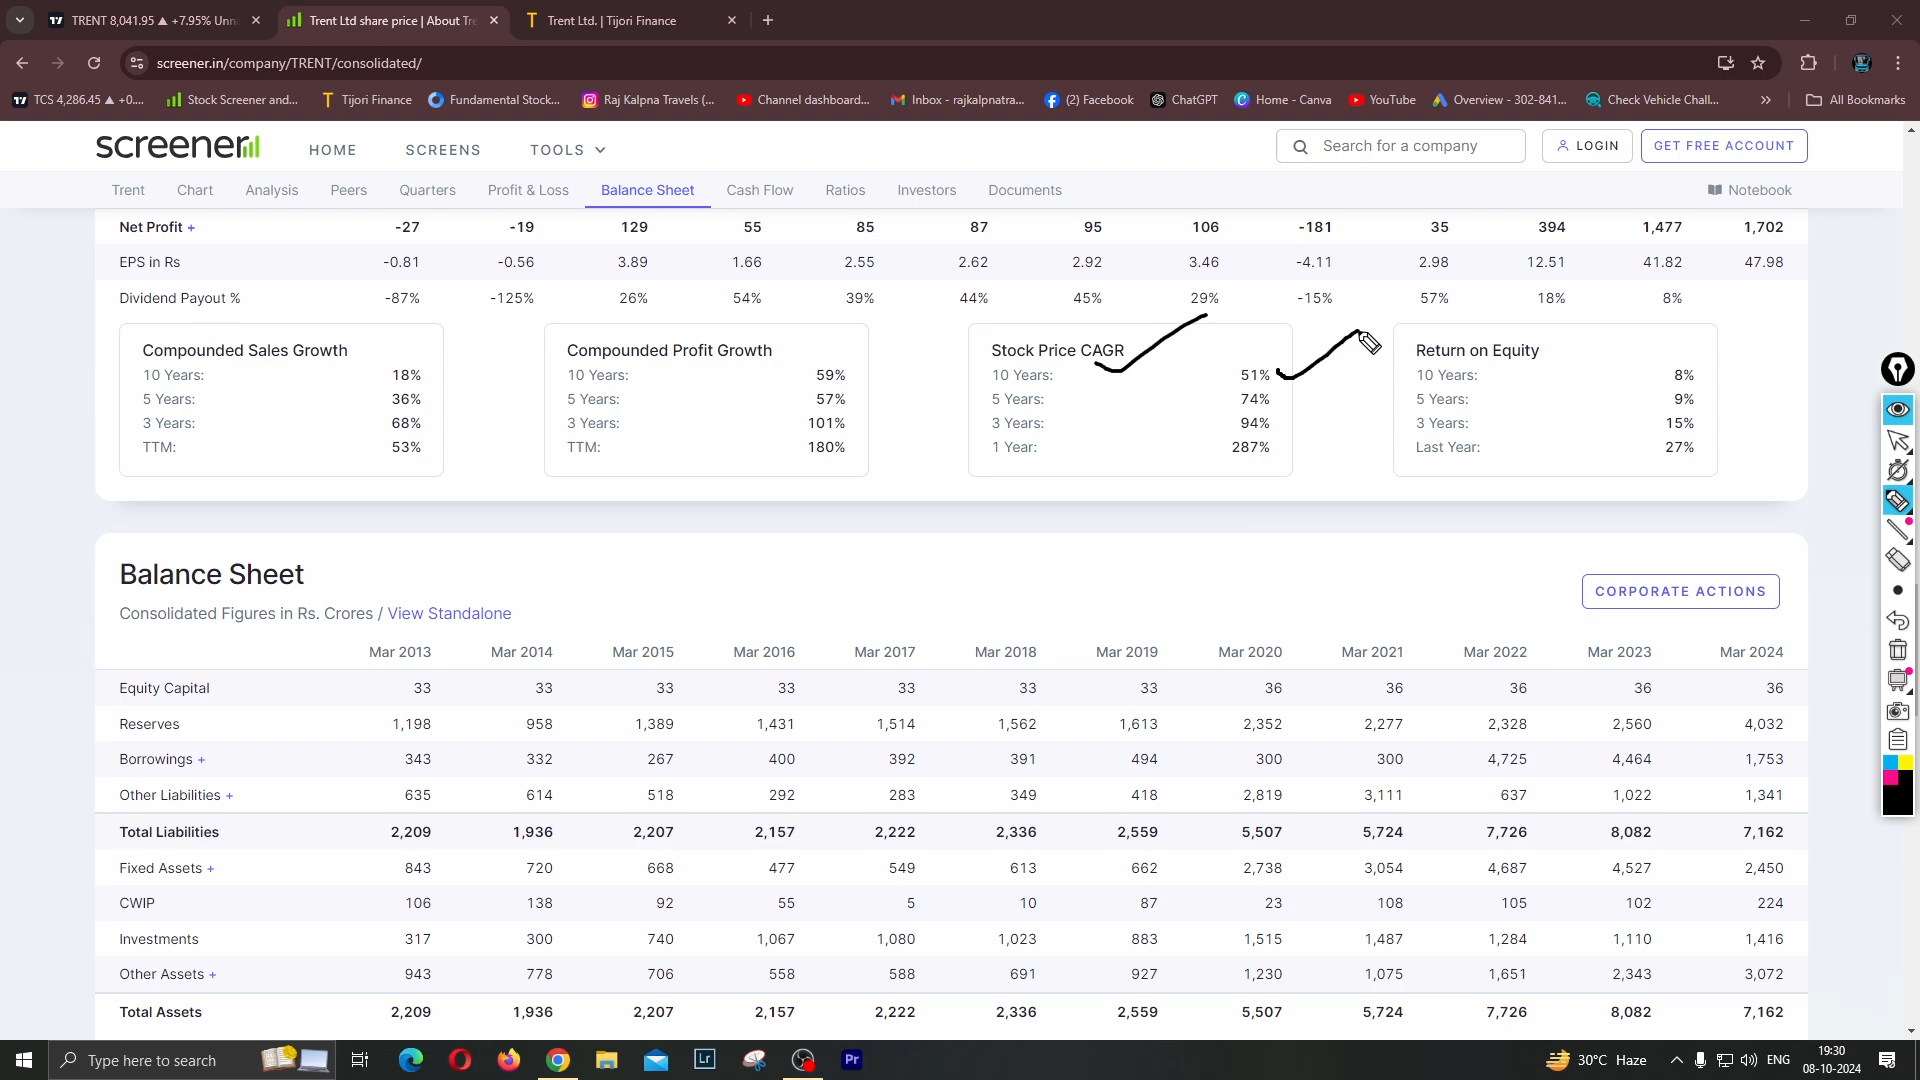 TRENT 8,041.95 ▲ +7.95% Unn
Trent Ltd share price | About Tre
Trent Ltd. | Tijori Finance
screener.in/company/TRENT/consolidated/
TCS 4,286.45 ▲ +0.... Stock Screener and... Tijori Finance Fundamental Stock... Raj Kalpna Travels (... Channel dashboard... Inbox - rajkalpnatra... (2) Facebook ChatGPT Home - Canva YouTube Overview - 302-841... Check Vehicle Chall... » All Bookmarks
screener HOME SCREENS TOOLS Search for a company LOGIN GET FREE ACCOUNT
Trent Chart Analysis Peers Quarters Profit & Loss Balance Sheet Cash Flow Ratios Investors Documents Notebook
Net Profit + -27 -19 129 55 85 87 95 106 -181 35 394 1,477 1,702
EPS in Rs -0.81 -0.56 3.89 1.66 2.55 2.62 2.92 3.46 -4.11 2.98 12.51 41.82 47.98
Dividend Payout % -87% -125% 26% 54% 39% 44% 45% 29% -15% 57% 18% 8%
Compounded Sales Growth
10 Years: 18%
5 Years: 36%
3 Years: 68%
TTM: 53%
Compounded Profit Growth
10 Years: 59%
5 Years: 57%
3 Years: 101%
TTM: 180%
Stock Price CAGR
10 Years: 51%
5 Years: 74%
3 Years: 94%
1 Year: 287%
Return on Equity
10 Years: 8%
5 Years: 9%
3 Years: 15%
Last Year: 27%
Balance Sheet
CORPORATE ACTIONS
Consolidated Figures in Rs. Crores / View Standalone
Mar 2013 Mar 2014 Mar 2015 Mar 2016 Mar 2017 Mar 2018 Mar 2019 Mar 2020 Mar 2021 Mar 2022 Mar 2023 Mar 2024
Equity Capital 33 33 33 33 33 33 33 36 36 36 36 36
Reserves 1,198 958 1,389 1,431 1,514 1,562 1,613 2,352 2,277 2,328 2,560 4,032
Borrowings + 343 332 267 400 392 391 494 300 300 4,725 4,464 1,753
Other Liabilities + 635 614 518 292 283 349 418 2,819 3,111 637 1,022 1,341
Total Liabilities 2,209 1,936 2,207 2,157 2,222 2,336 2,559 5,507 5,724 7,726 8,082 7,162
Fixed Assets + 843 720 668 477 549 613 662 2,738 3,054 4,687 4,527 2,450
CWIP 106 138 92 55 5 10 87 23 108 105 102 224
Investments 317 300 740 1,067 1,080 1,023 883 1,515 1,487 1,284 1,110 1,416
Other Assets + 943 778 706 558 588 691 927 1,230 1,075 1,651 2,343 3,072
Total Assets 2,209 1,936 2,207 2,157 2,222 2,336 2,559 5,507 5,724 7,726 8,082 7,162
Type here to search Lr Pr 30°C Haze ENG 19:30
08-10-2024